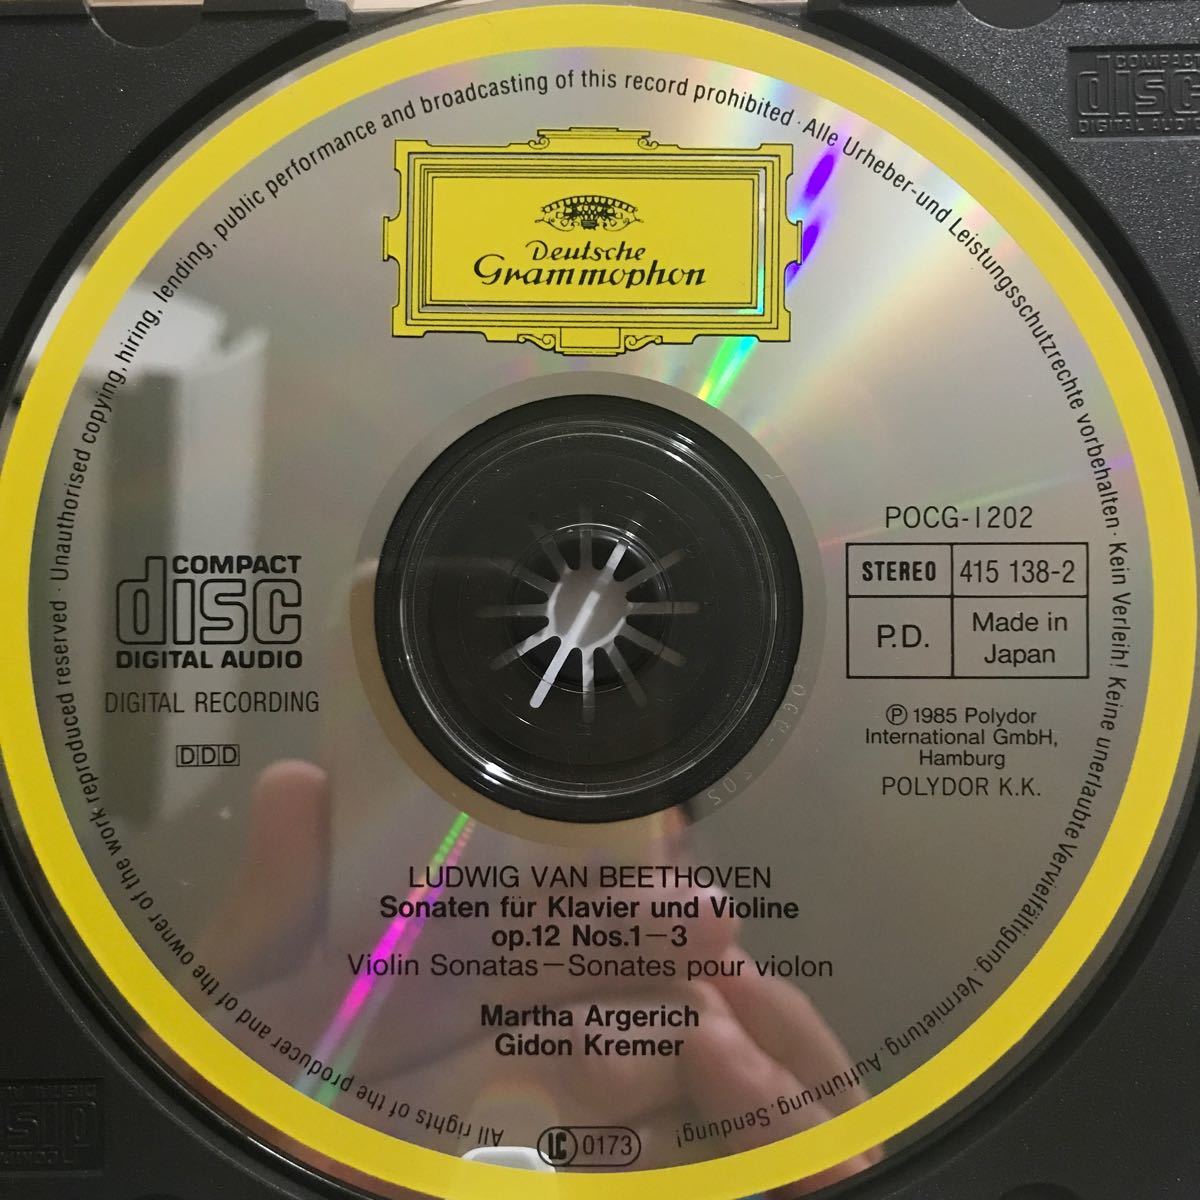 All rights of the producer and of the owner of the work reproduced reserved · Unauthorised copying, hiring, lending, public performance and broadcasting of this record prohibited · Alle Urheber-und Leistungsschutzrechte vorbehalten · Kein Verleih! Keine unerlaubte Vervielfältigung, Vermietung, Aufführung, Sendung!
Deutsche
Grammophon
COMPACT
disc
DIGITAL AUDIO
DIGITAL RECORDING
DDD
POCG-1202
STEREO 415 138-2
P.D. Made in
Japan
℗ 1985 Polydor
International GmbH,
Hamburg
POLYDOR K.K.
LUDWIG VAN BEETHOVEN
Sonaten für Klavier und Violine
op.12 Nos.1—3
Violin Sonatas—Sonates pour violon
Martha Argerich
Gidon Kremer
LC 0173
COMPACT
disc
DIGITAL AUDIO